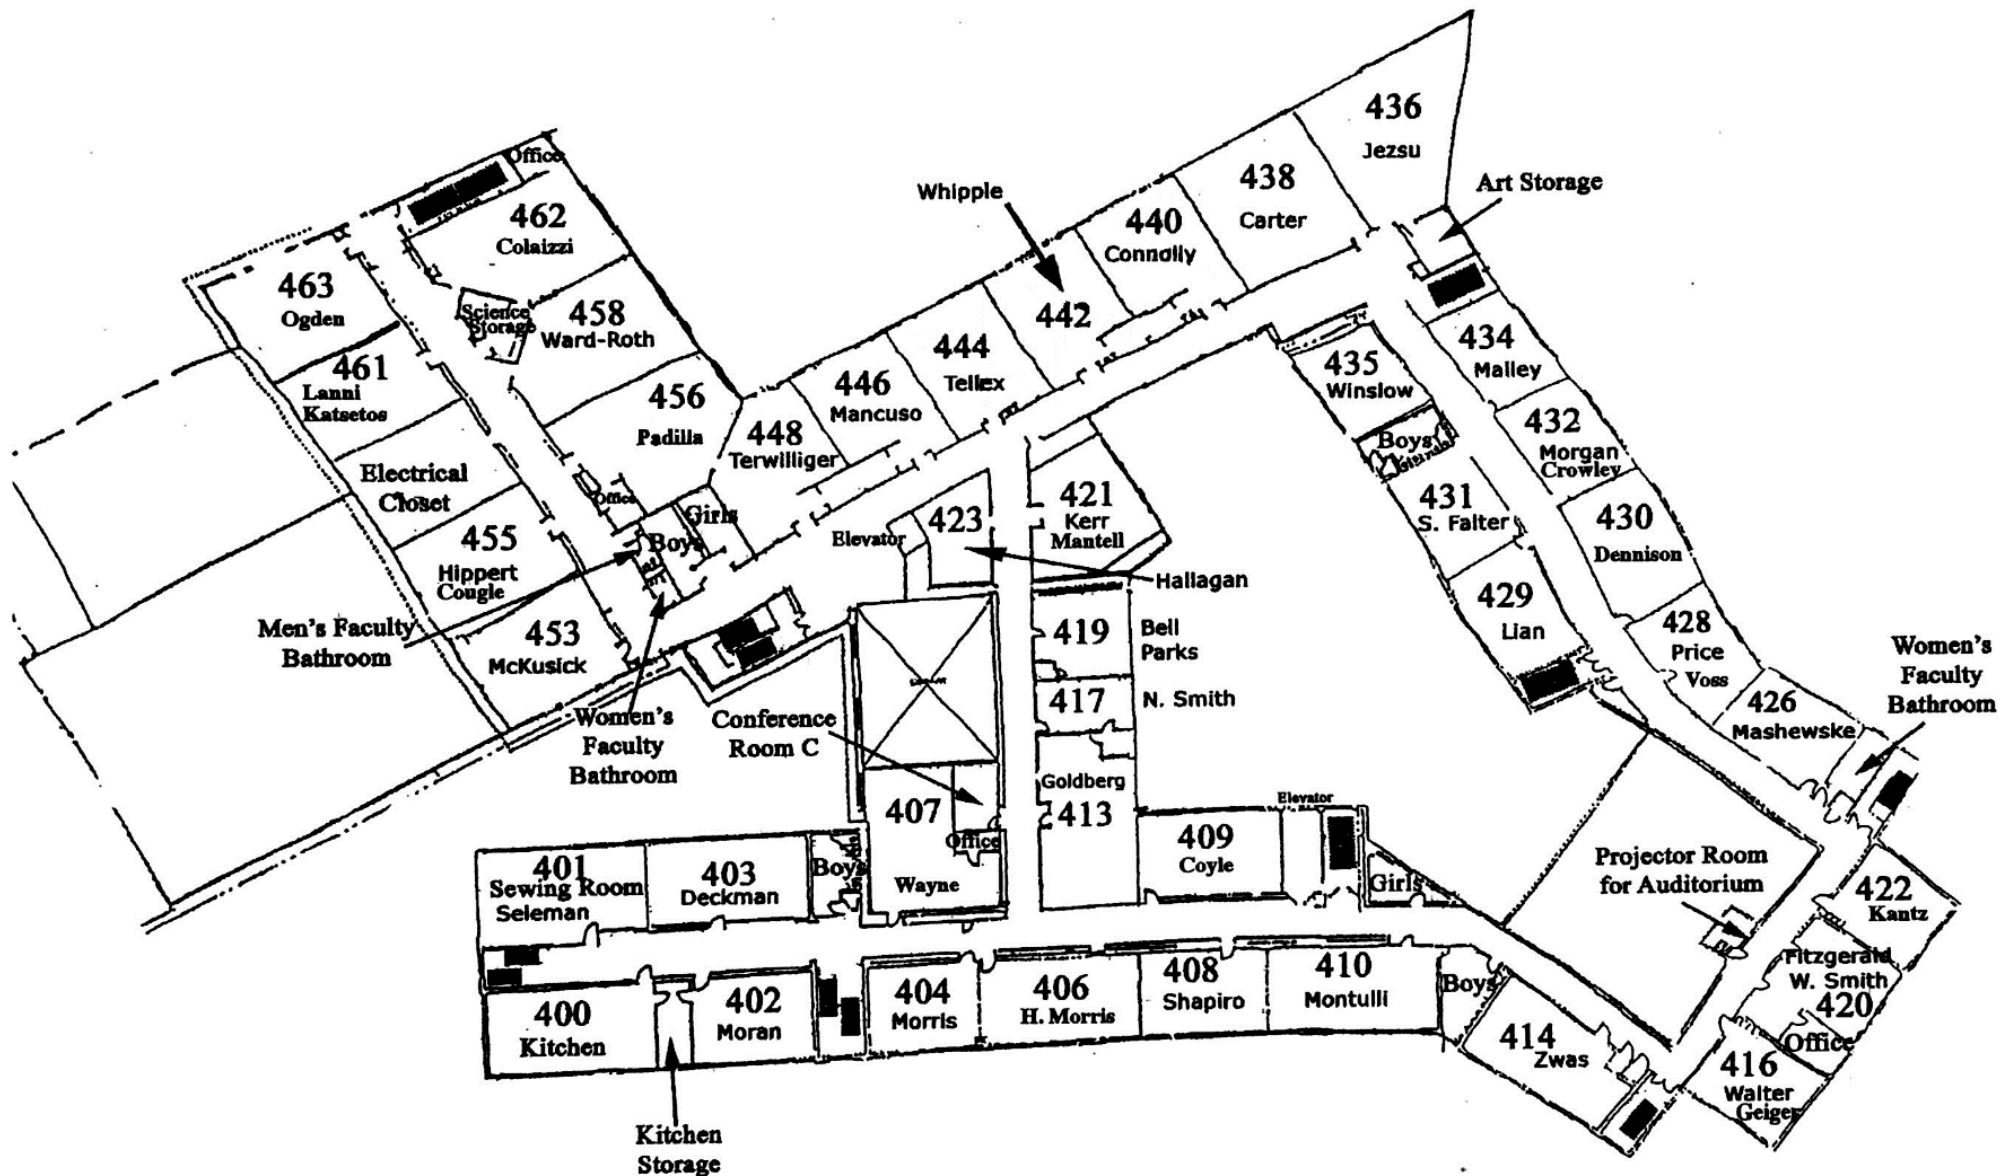 436
Jezsu
Office
438
Carter
Art Storage
Whipple
462
Colaizzi
440
Connolly
463
Ogden
Science
Storage
458
Ward-Roth
442
444
Tellex
434
Malley
461
Lanni
Katsetos
456
Padilla
446
Mancuso
435
Winslow
448
Terwilliger
432
Morgan
Crowley
Boys
Electrical
Closet
Office
Girls
423
421
Kerr
Mantell
431
S. Falter
430
Dennison
455
Hippert
Cougle
Boys
Elevator
Hallagan
429
Lian
Men's Faculty
Bathroom
453
McKusick
419
Bell
Parks
428
Price
Voss
Women's
Faculty
Bathroom
417
N. Smith
426
Mashewske
Women's
Faculty
Bathroom
Conference
Room C
Goldberg
413
407
Office
Wayne
Elevator
409
Coyle
Girls
401
Sewing Room
Seleman
403
Deckman
Boys
Projector Room
for Auditorium
422
Kantz
Fitzgerald
W. Smith
420
Office
400
Kitchen
402
Moran
404
Morris
406
H. Morris
408
Shapiro
410
Montulli
Boys
414
Zwas
416
Walter
Geiger
Kitchen
Storage